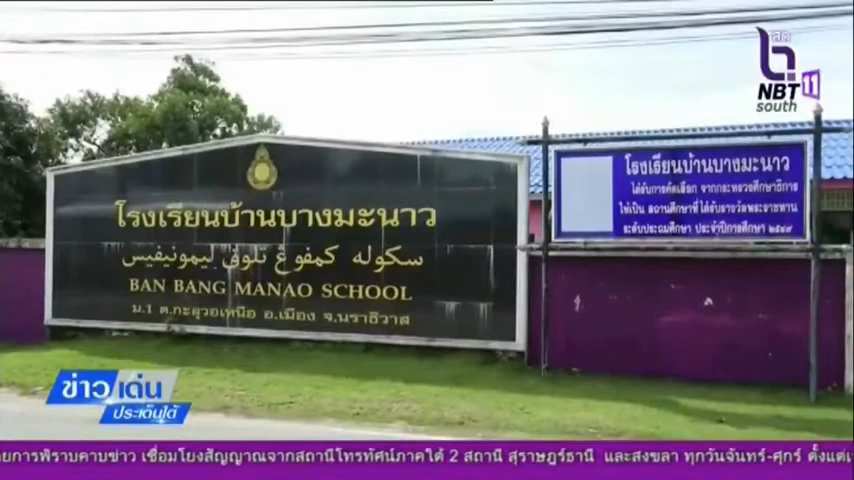 สด
NBT 11
south
โรงเรียนบ้านบางมะนาว
سكوله كمفوڠ تلوق ليمونيفيس
BAN BANG MANAO SCHOOL
ม.1 ต.กะลุวอเหนือ อ.เมือง จ.นราธิวาส
โรงเรียนบ้านบางมะนาว
ได้รับการคัดเลือก จากกระทรวงศึกษาธิการ
ให้เป็น สถานศึกษาที่ได้รับรางวัลพระราชทาน
ระดับประถมศึกษา ประจำปีการศึกษา ๒๕๔๗
ข่าวเด่น
ประเด็นใต้
ายการพิราบคาบข่าว เชื่อมโยงสัญญาณจากสถานีโทรทัศน์ภาคใต้ 2 สถานี สุราษฎร์ธานี และสงขลา ทุกวันจันทร์-ศุกร์ ตั้งแต่เ